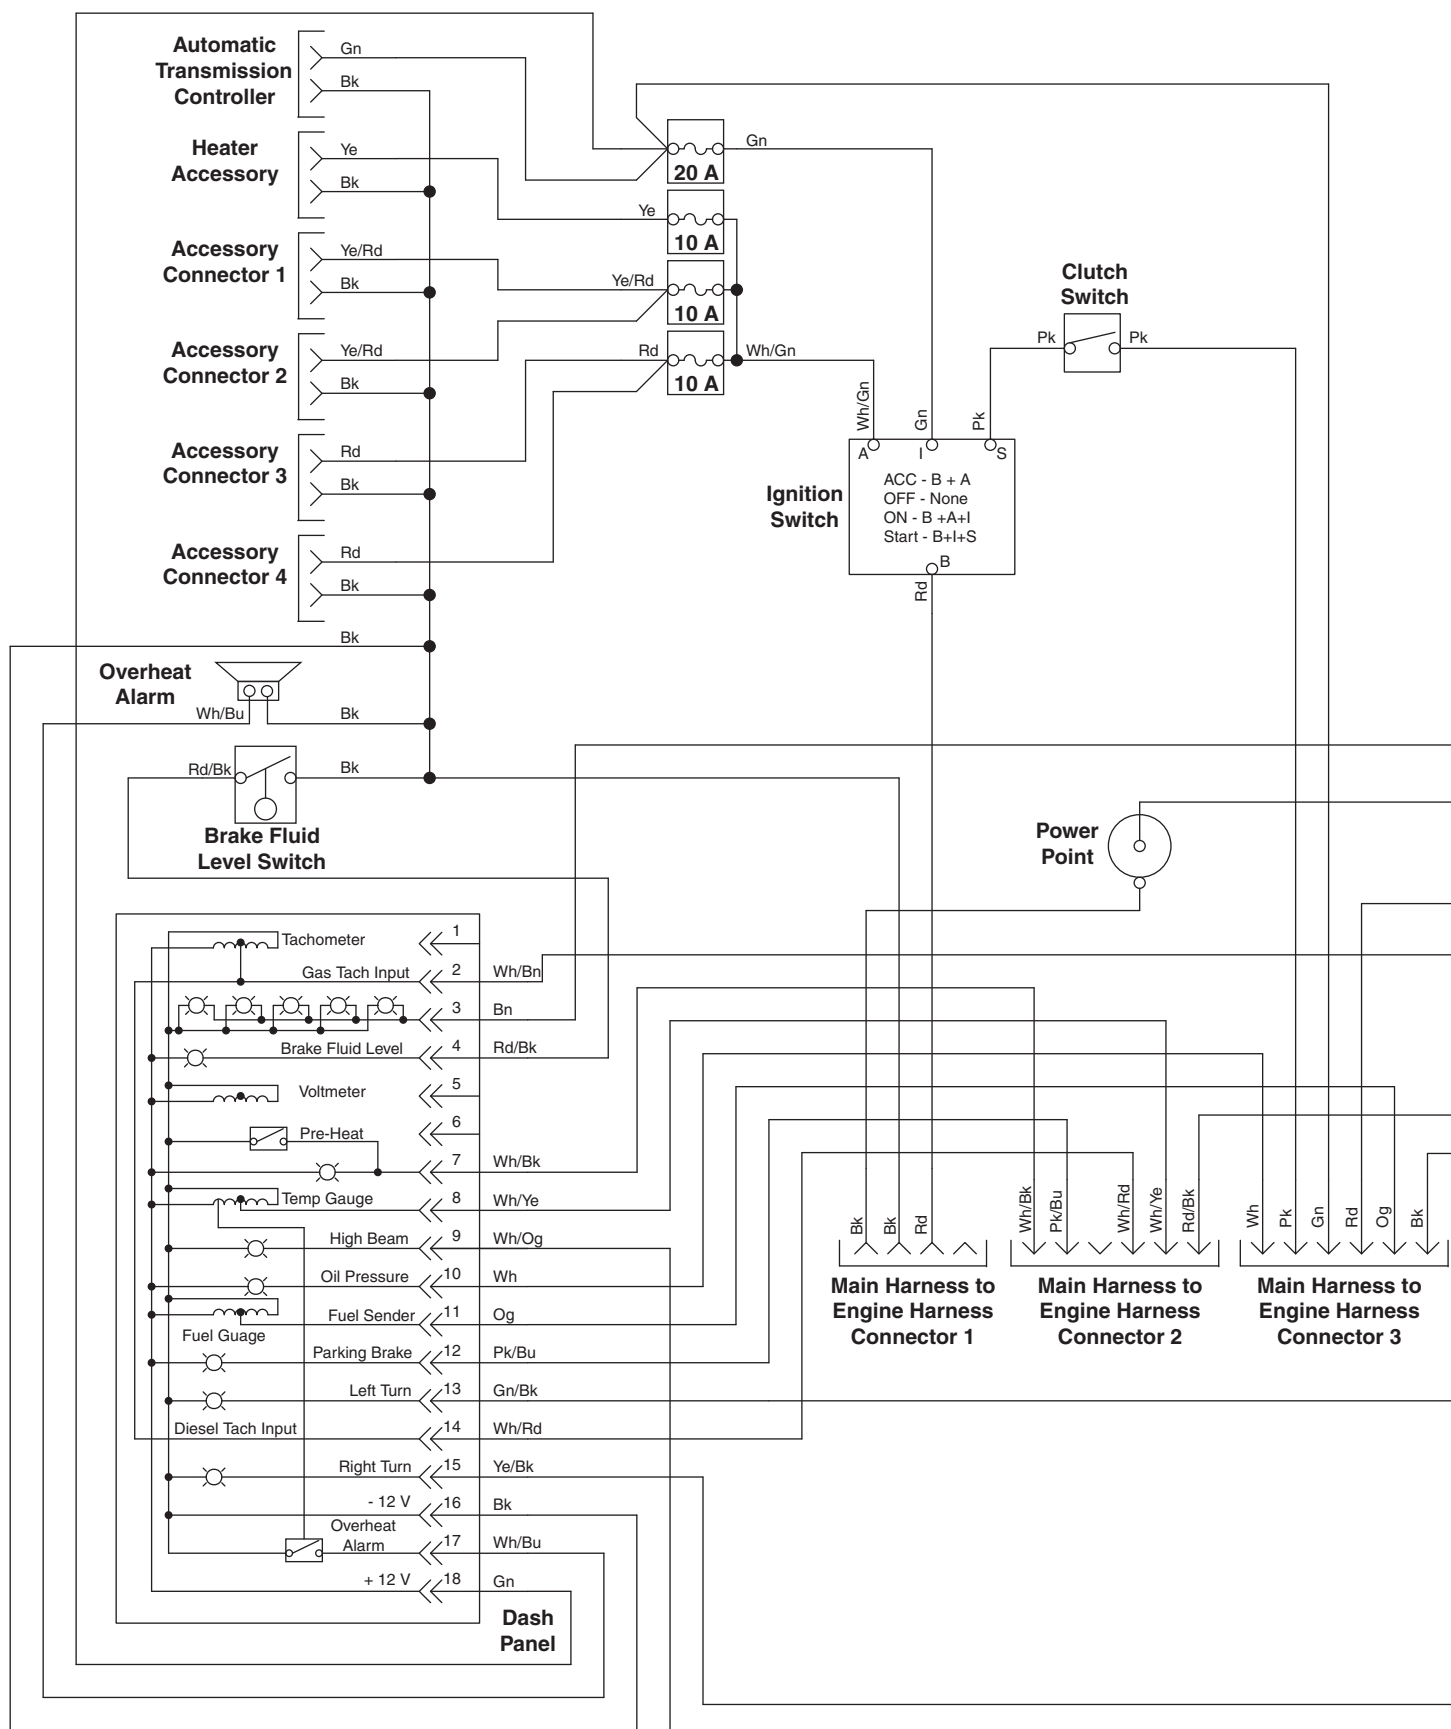 Automatic
Transmission
Controller
Gn
Bk
Heater
Accessory
Ye
Bk
Accessory
Connector 1
Ye/Rd
Bk
Accessory
Connector 2
Ye/Rd
Bk
Accessory
Connector 3
Rd
Bk
Accessory
Connector 4
Rd
Bk
Bk
20 A
Gn
Ye
10 A
Ye/Rd
10 A
Rd
10 A
Wh/Gn
Clutch
Switch
Pk
Pk
Wh/Gn
Gn
Pk
A
I
S
Ignition
Switch
ACC - B + A
OFF - None
ON - B +A+I
Start - B+I+S
B
Rd
Overheat
Alarm
Wh/Bu
Bk
Rd/Bk
Bk
Brake Fluid
Level Switch
Power
Point
Tachometer
1
Gas Tach Input
2
Wh/Bn
3
Bn
Brake Fluid Level
4
Rd/Bk
Voltmeter
5
Pre-Heat
6
7
Wh/Bk
Temp Gauge
8
Wh/Ye
High Beam
9
Wh/Og
Oil Pressure
10
Wh
Fuel Sender
11
Og
Fuel Guage
Parking Brake
12
Pk/Bu
Left Turn
13
Gn/Bk
Diesel Tach Input
14
Wh/Rd
Right Turn
15
Ye/Bk
- 12 V
16
Bk
Overheat
Alarm
17
Wh/Bu
+ 12 V
18
Gn
Dash
Panel
Bk
Bk
Rd
Main Harness to
Engine Harness
Connector 1
Wh/Bk
Pk/Bu
Wh/Rd
Wh/Ye
Rd/Bk
Main Harness to
Engine Harness
Connector 2
Wh
Pk
Gn
Rd
Og
Bk
Main Harness to
Engine Harness
Connector 3